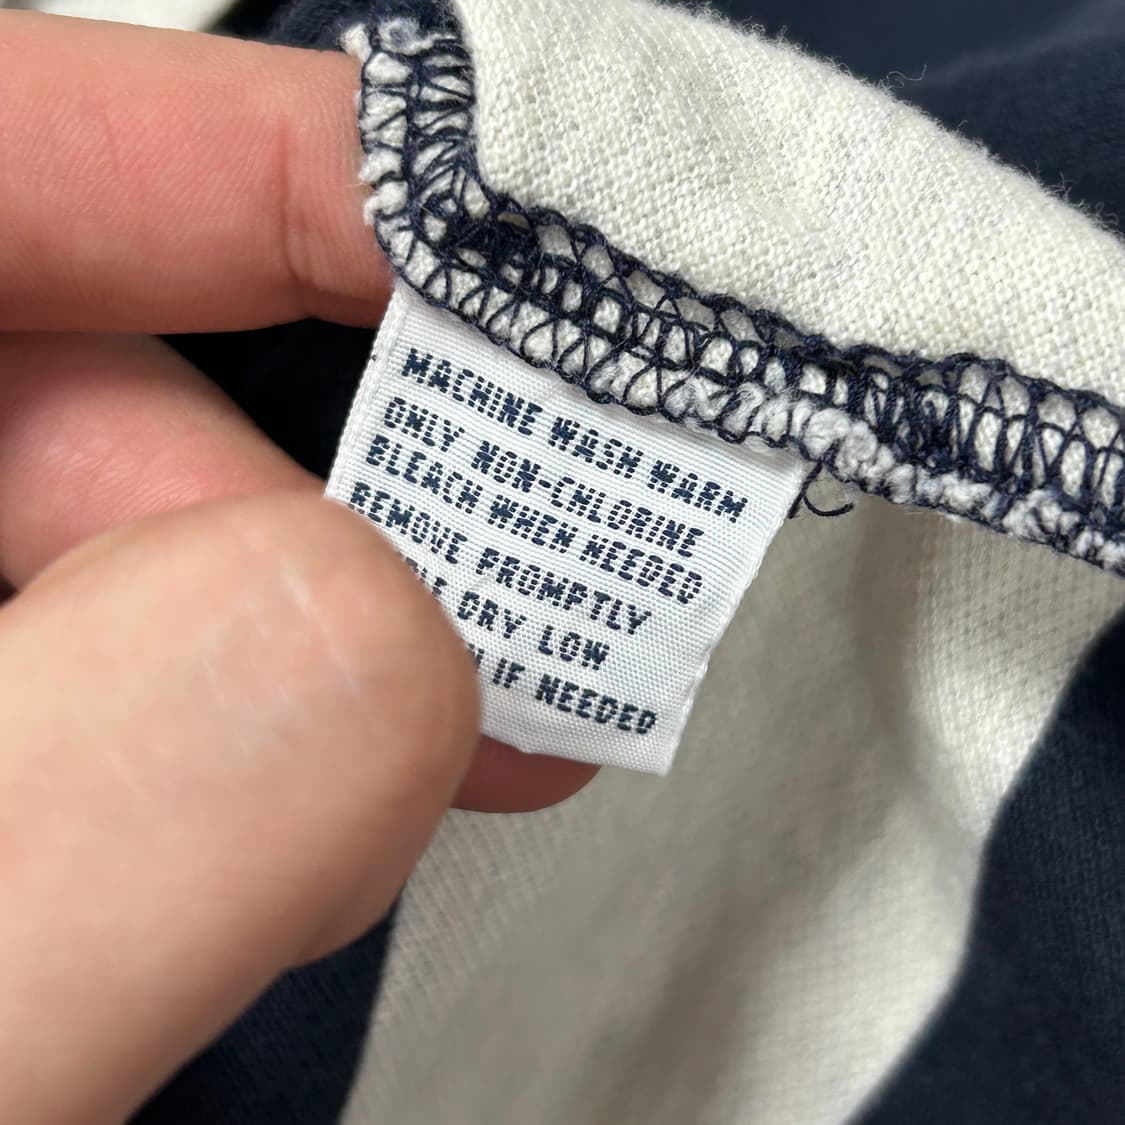 MACHINE WASH WARM
ONLY NON-CHLORINE
BLEACH WHEN NEEDED
REMOVE PROMPTLY
DRY LOW
IF NEEDED